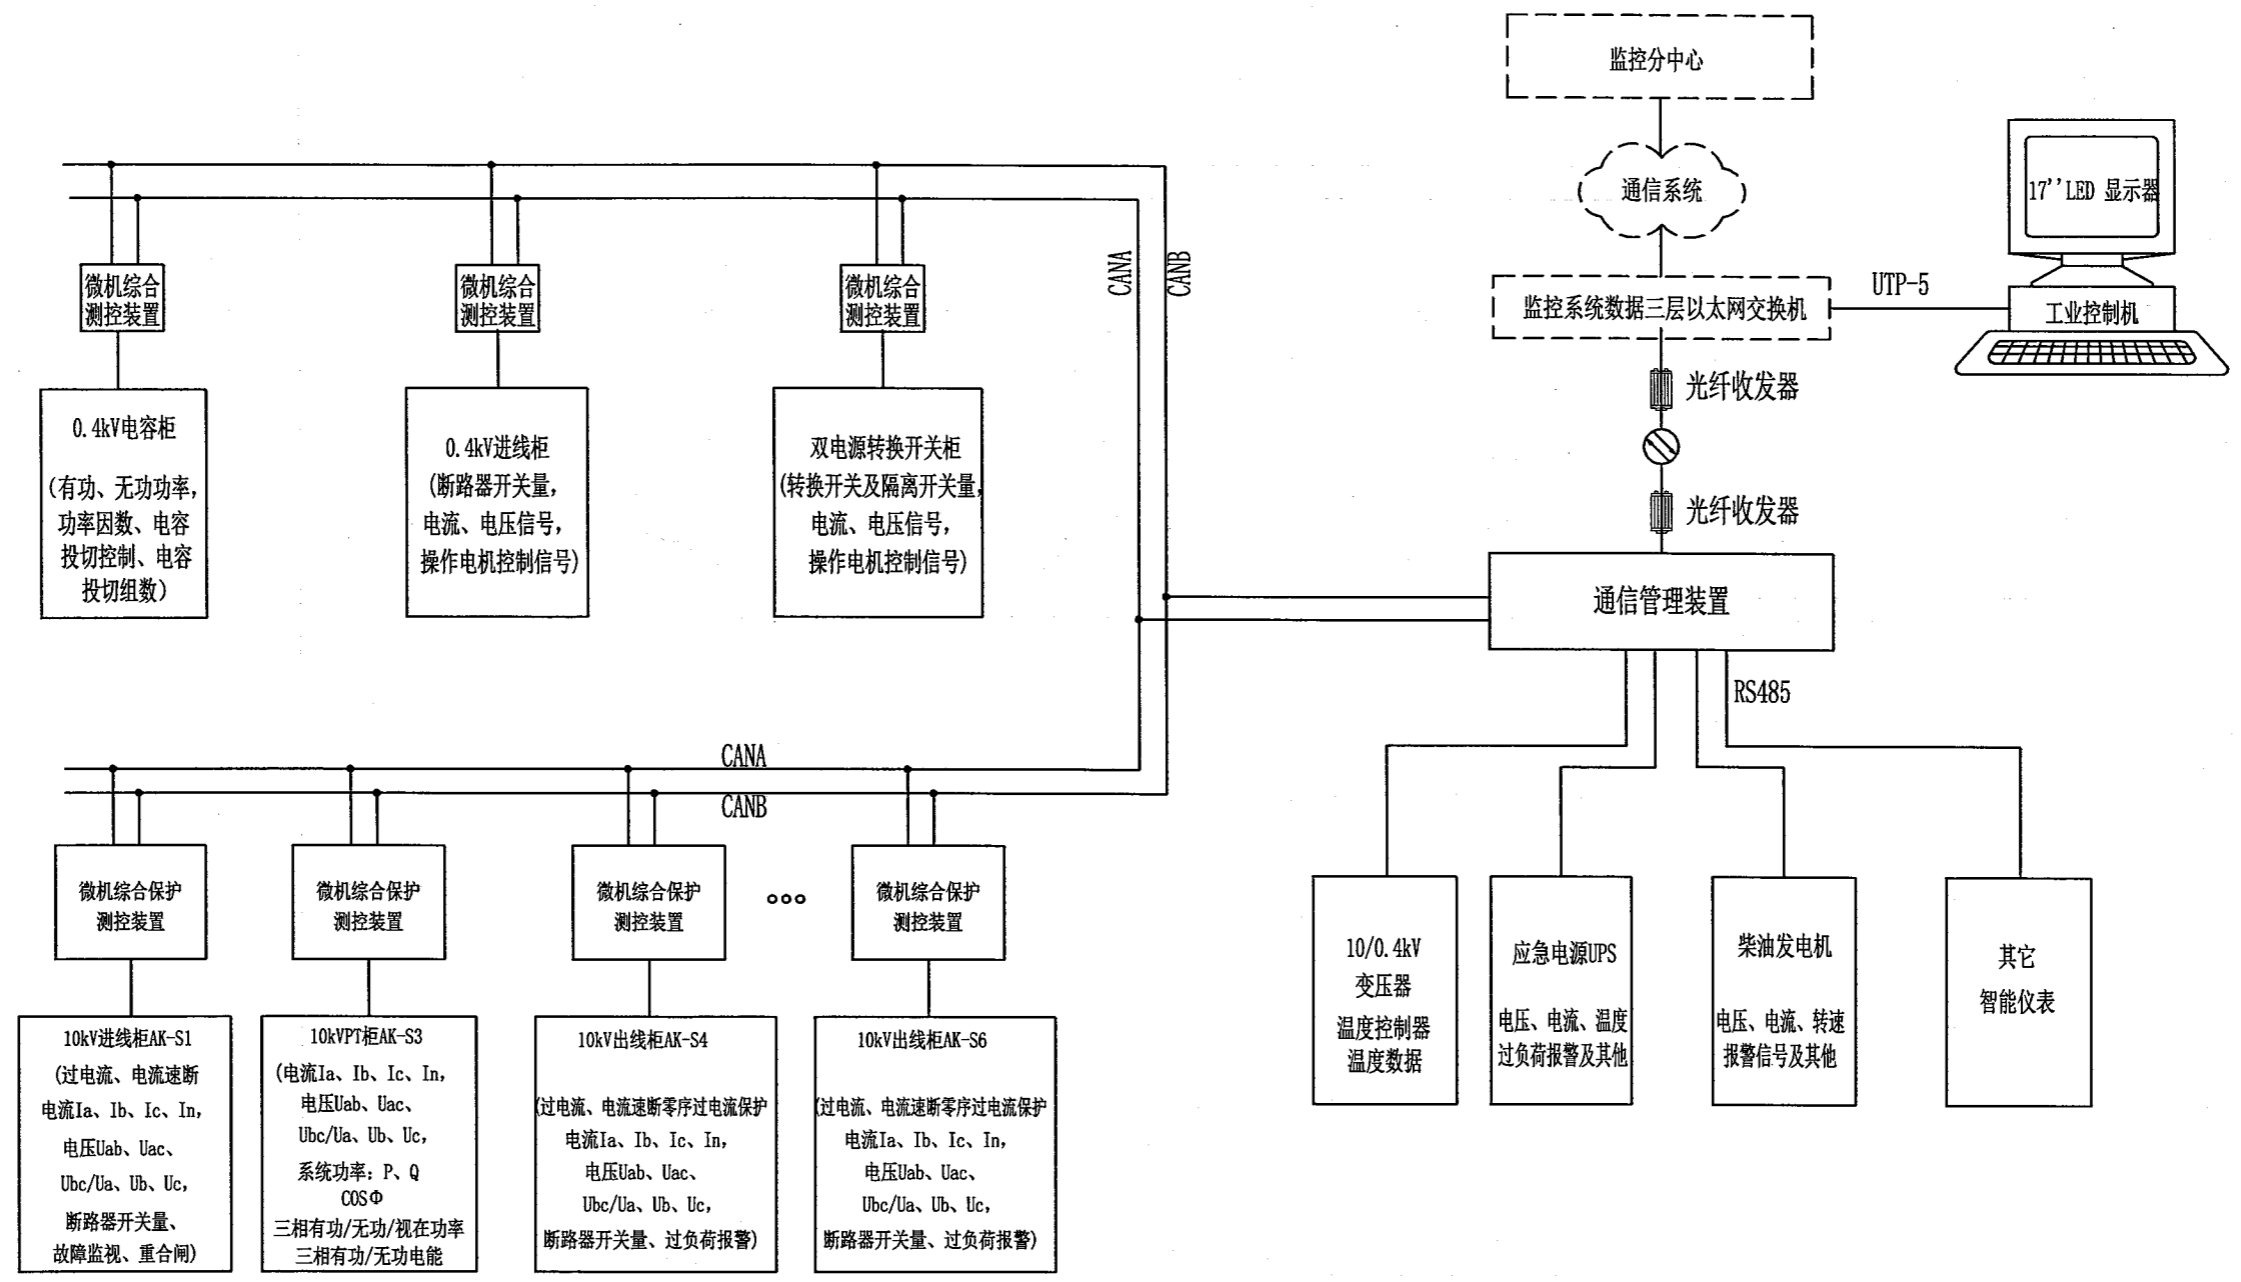 监控分中心
通信系统
17''LED 显示器
UTP-5
监控系统数据三层以太网交换机
工业控制机
光纤收发器
光纤收发器
通信管理装置
RS485
CANA
CANB
微机综合
测控装置
微机综合
测控装置
微机综合
测控装置
0.4kV电容柜
(有功、无功功率,
功率因数、电容
投切控制、电容
投切组数)
0.4kV进线柜
(断路器开关量,
电流、电压信号,
操作电机控制信号)
双电源转换开关柜
(转换开关及隔离开关量,
电流、电压信号,
操作电机控制信号)
CANA
CANB
微机综合保护
测控装置
微机综合保护
测控装置
微机综合保护
测控装置
微机综合保护
测控装置
10kV进线柜AK-S1
(过电流、电流速断
电流Ia、Ib、Ic、In,
电压Uab、Uac、
Ubc/Ua、Ub、Uc,
断路器开关量、
故障监视、重合闸)
10kVPT柜AK-S3
(电流Ia、Ib、Ic、In,
电压Uab、Uac、
Ubc/Ua、Ub、Uc,
系统功率: P、Q
COSΦ
三相有功/无功/视在功率
三相有功/无功电能
10kV出线柜AK-S4
(过电流、电流速断零序过电流保护
电流Ia、Ib、Ic、In,
电压Uab、Uac、
Ubc/Ua、Ub、Uc,
断路器开关量、过负荷报警)
10kV出线柜AK-S6
(过电流、电流速断零序过电流保护
电流Ia、Ib、Ic、In,
电压Uab、Uac、
Ubc/Ua、Ub、Uc,
断路器开关量、过负荷报警)
10/0.4kV
变压器
温度控制器
温度数据
应急电源UPS
电压、电流、温度
过负荷报警及其他
柴油发电机
电压、电流、转速
报警信号及其他
其它
智能仪表